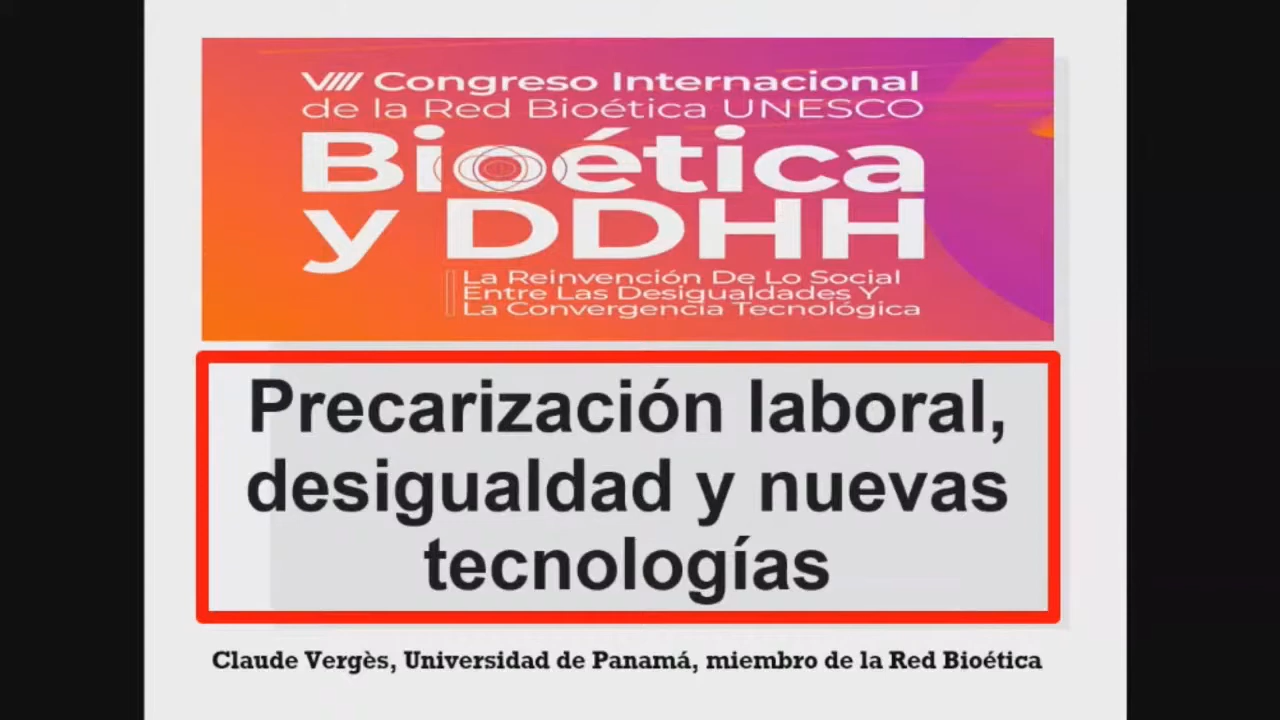 VIII Congreso Internacional
de la Red Bioética UNESCO
Bioética
y DDHH
La Reinvención De Lo Social
Entre Las Desigualdades Y
La Convergencia Tecnológica
Precarización laboral,
desigualdad y nuevas
tecnologías
Claude Vergès, Universidad de Panamá, miembro de la Red Bioética